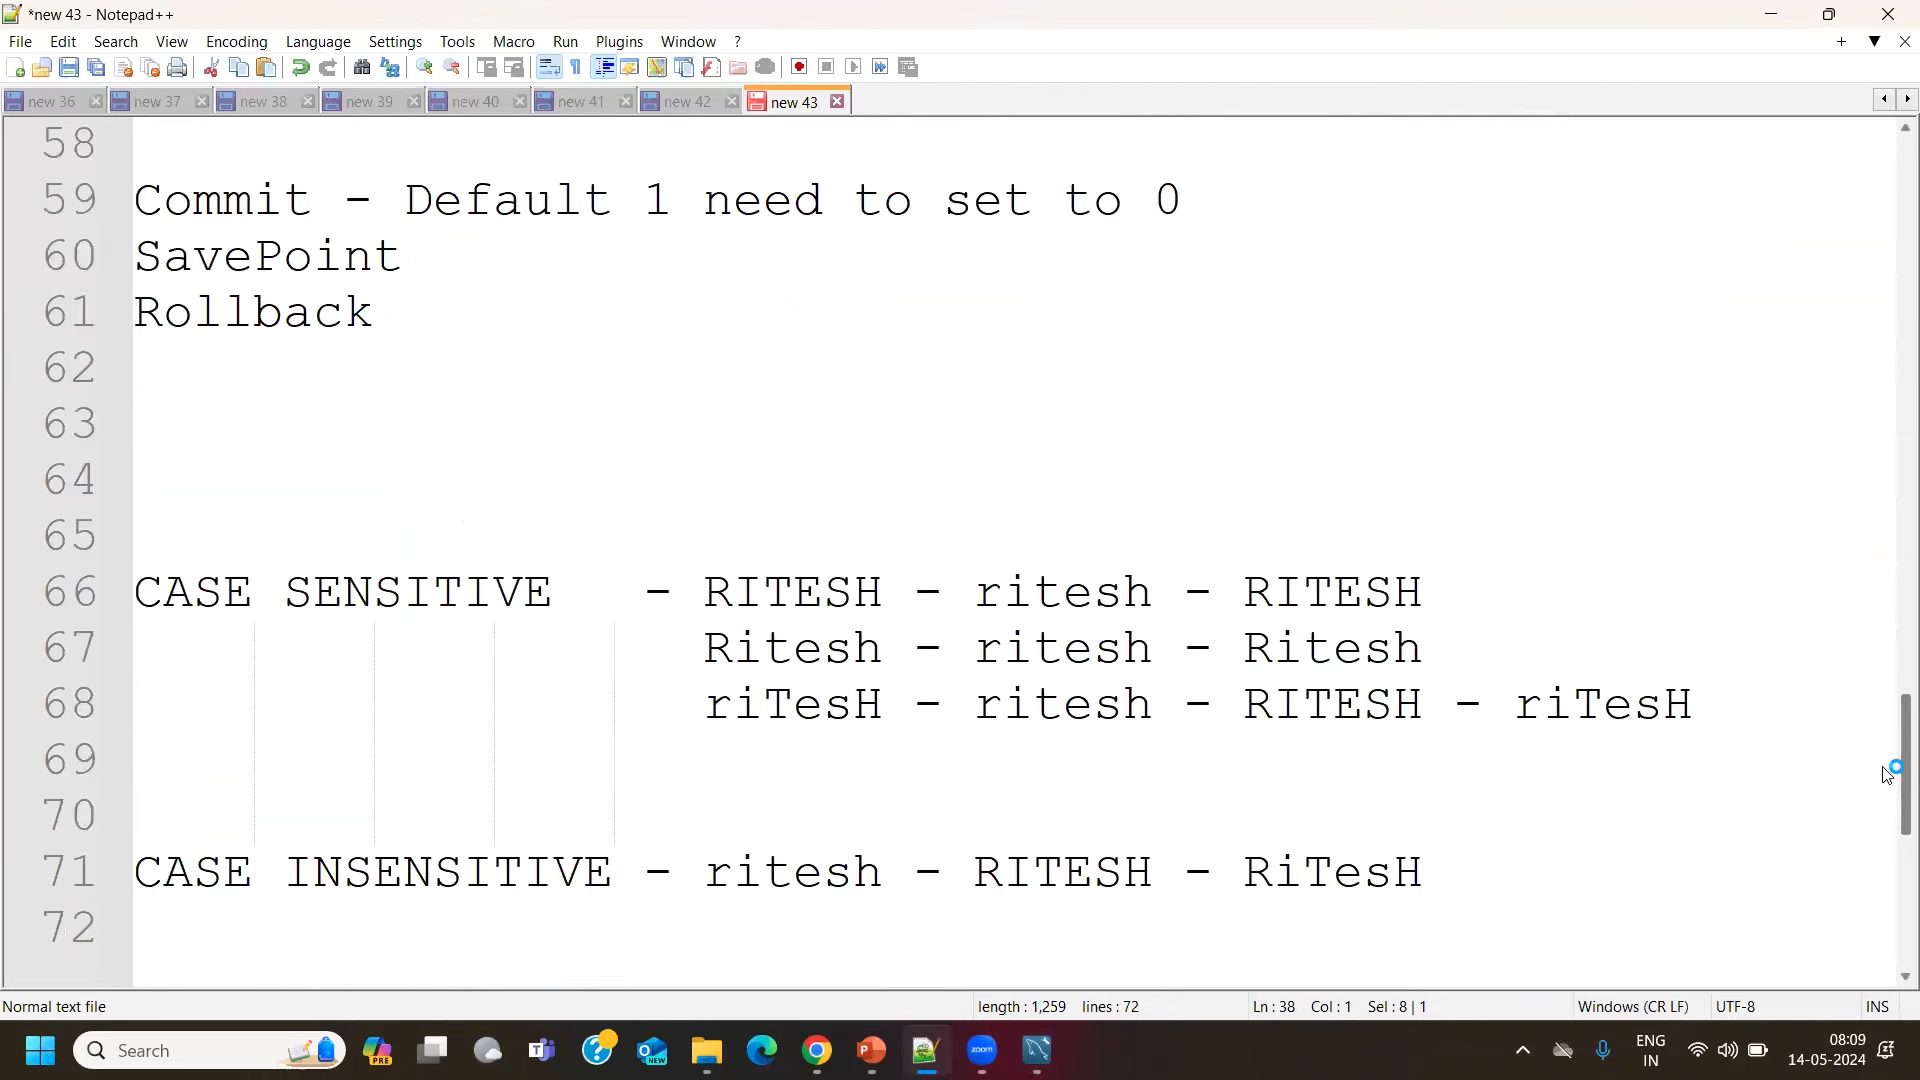 *new 43 - Notepad++
File Edit Search View Encoding Language Settings Tools Macro Run Plugins Window ?
new 36 new 37 new 38 new 39 new 40 new 41 new 42 new 43
58
59 Commit - Default 1 need to set to 0
60 SavePoint
61 Rollback
62
63
64
65
66 CASE SENSITIVE - RITESH - ritesh - RITESH
67 Ritesh - ritesh - Ritesh
68 riTesH - ritesh - RITESH - riTesH
69
70
71 CASE INSENSITIVE - ritesh - RITESH - RiTesH
72
Normal text file length : 1,259 lines : 72 Ln : 38 Col : 1 Sel : 8 | 1 Windows (CR LF) UTF-8 INS
Search PRE NEW zoom ENG 08:09
IN 14-05-2024